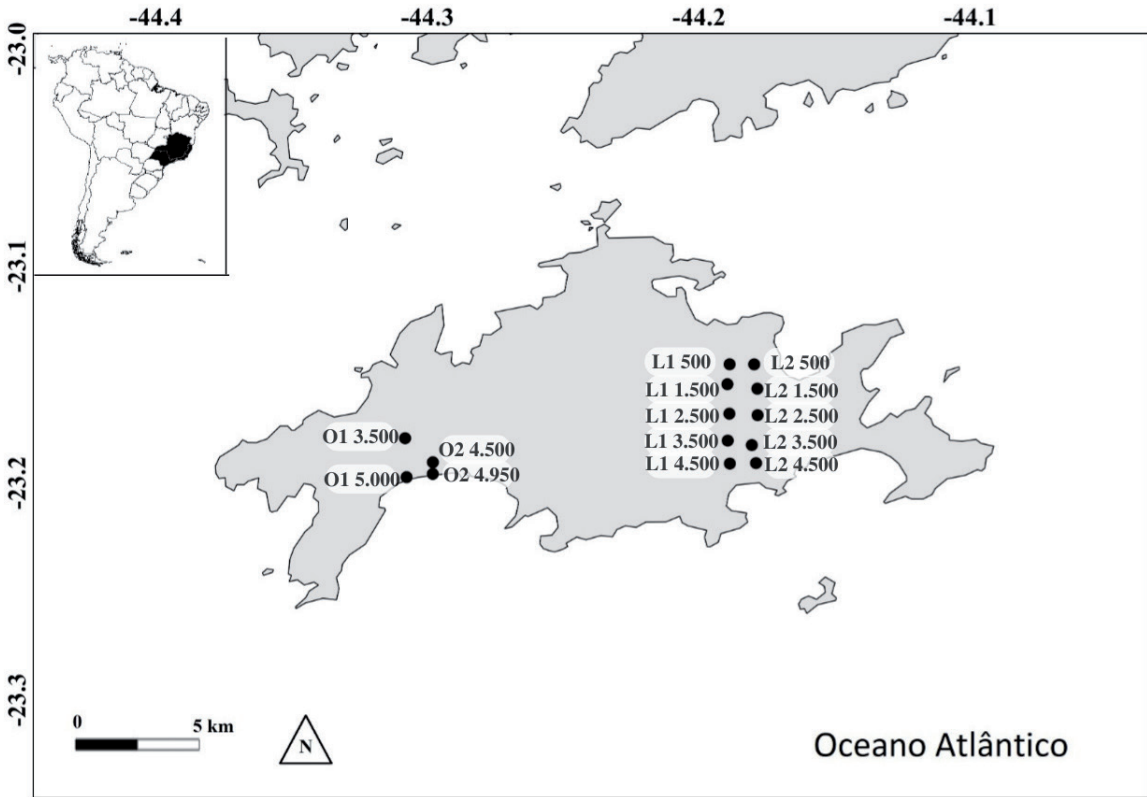 -44.4 -44.3 -44.2 -44.1
-23.0
-23.1
-23.2
-23.3
L1 500 L2 500
L1 1.500 L2 1.500
L1 2.500 L2 2.500
L1 3.500 L2 3.500
L1 4.500 L2 4.500
O1 3.500
O2 4.500
O1 5.000 O2 4.950
0 5 km
N
Oceano Atlântico